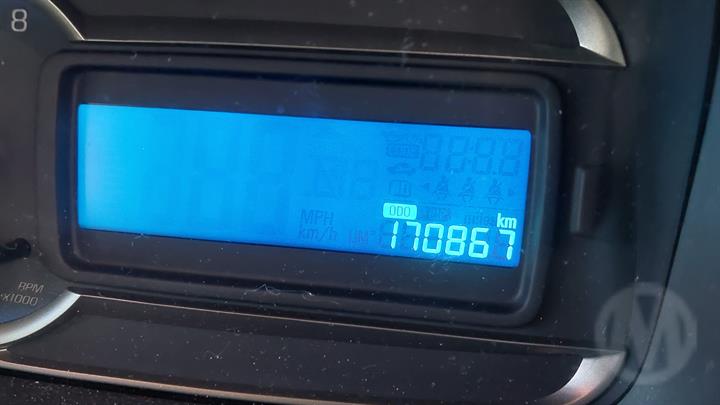 8
MPH
ODO km
km/h 170867
RPM
x1000
M